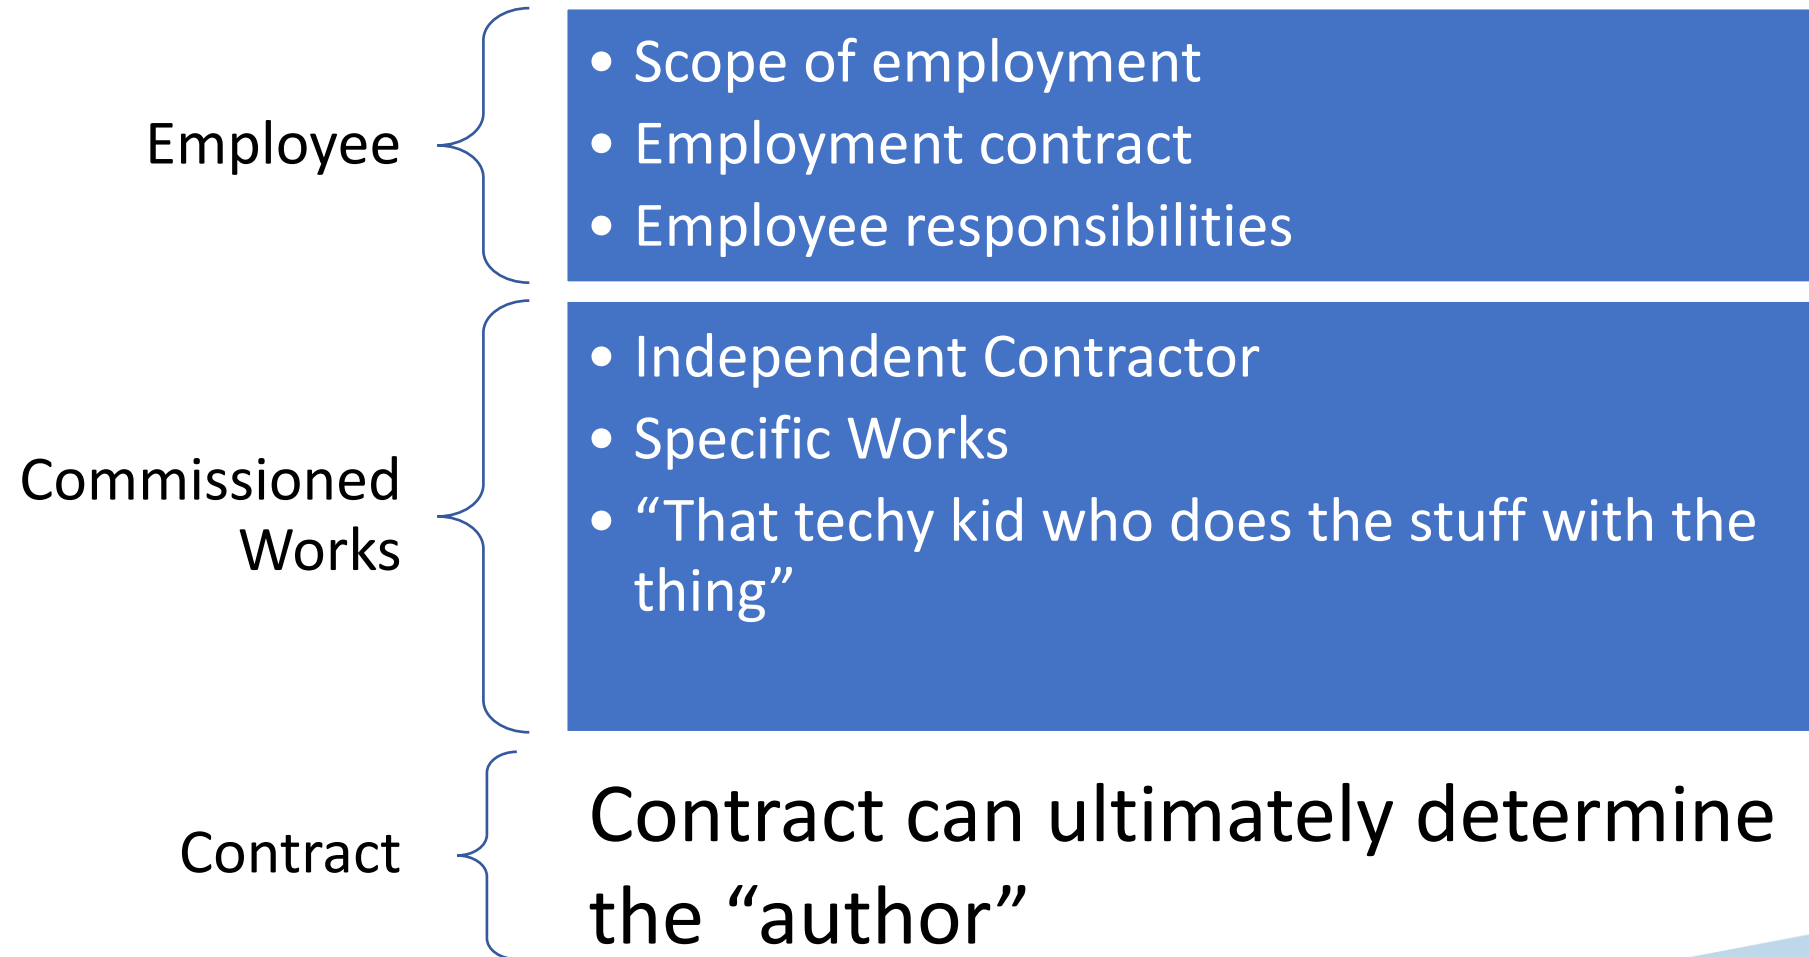 Employee
• Scope of employment
• Employment contract
• Employee responsibilities
Commissioned
Works
• Independent Contractor
• Specific Works
• “That techy kid who does the stuff with the
thing”
Contract
Contract can ultimately determine
the “author”